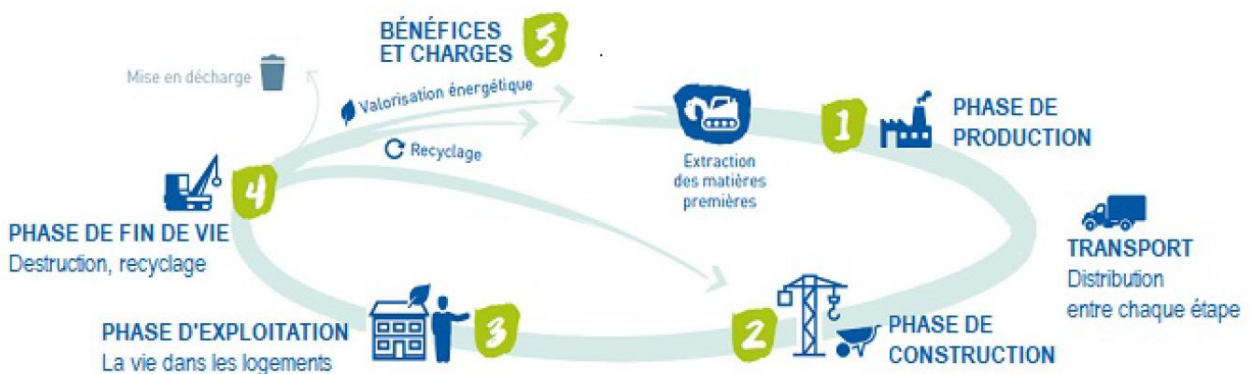 BÉNÉFICES
ET CHARGES
5
Mise en décharge
Valorisation énergétique
Recyclage
Extraction
des matières
premières
1
PHASE DE
PRODUCTION
4
PHASE DE FIN DE VIE
Destruction, recyclage
TRANSPORT
Distribution
entre chaque étape
PHASE D'EXPLOITATION
La vie dans les logements
3
2
PHASE DE
CONSTRUCTION